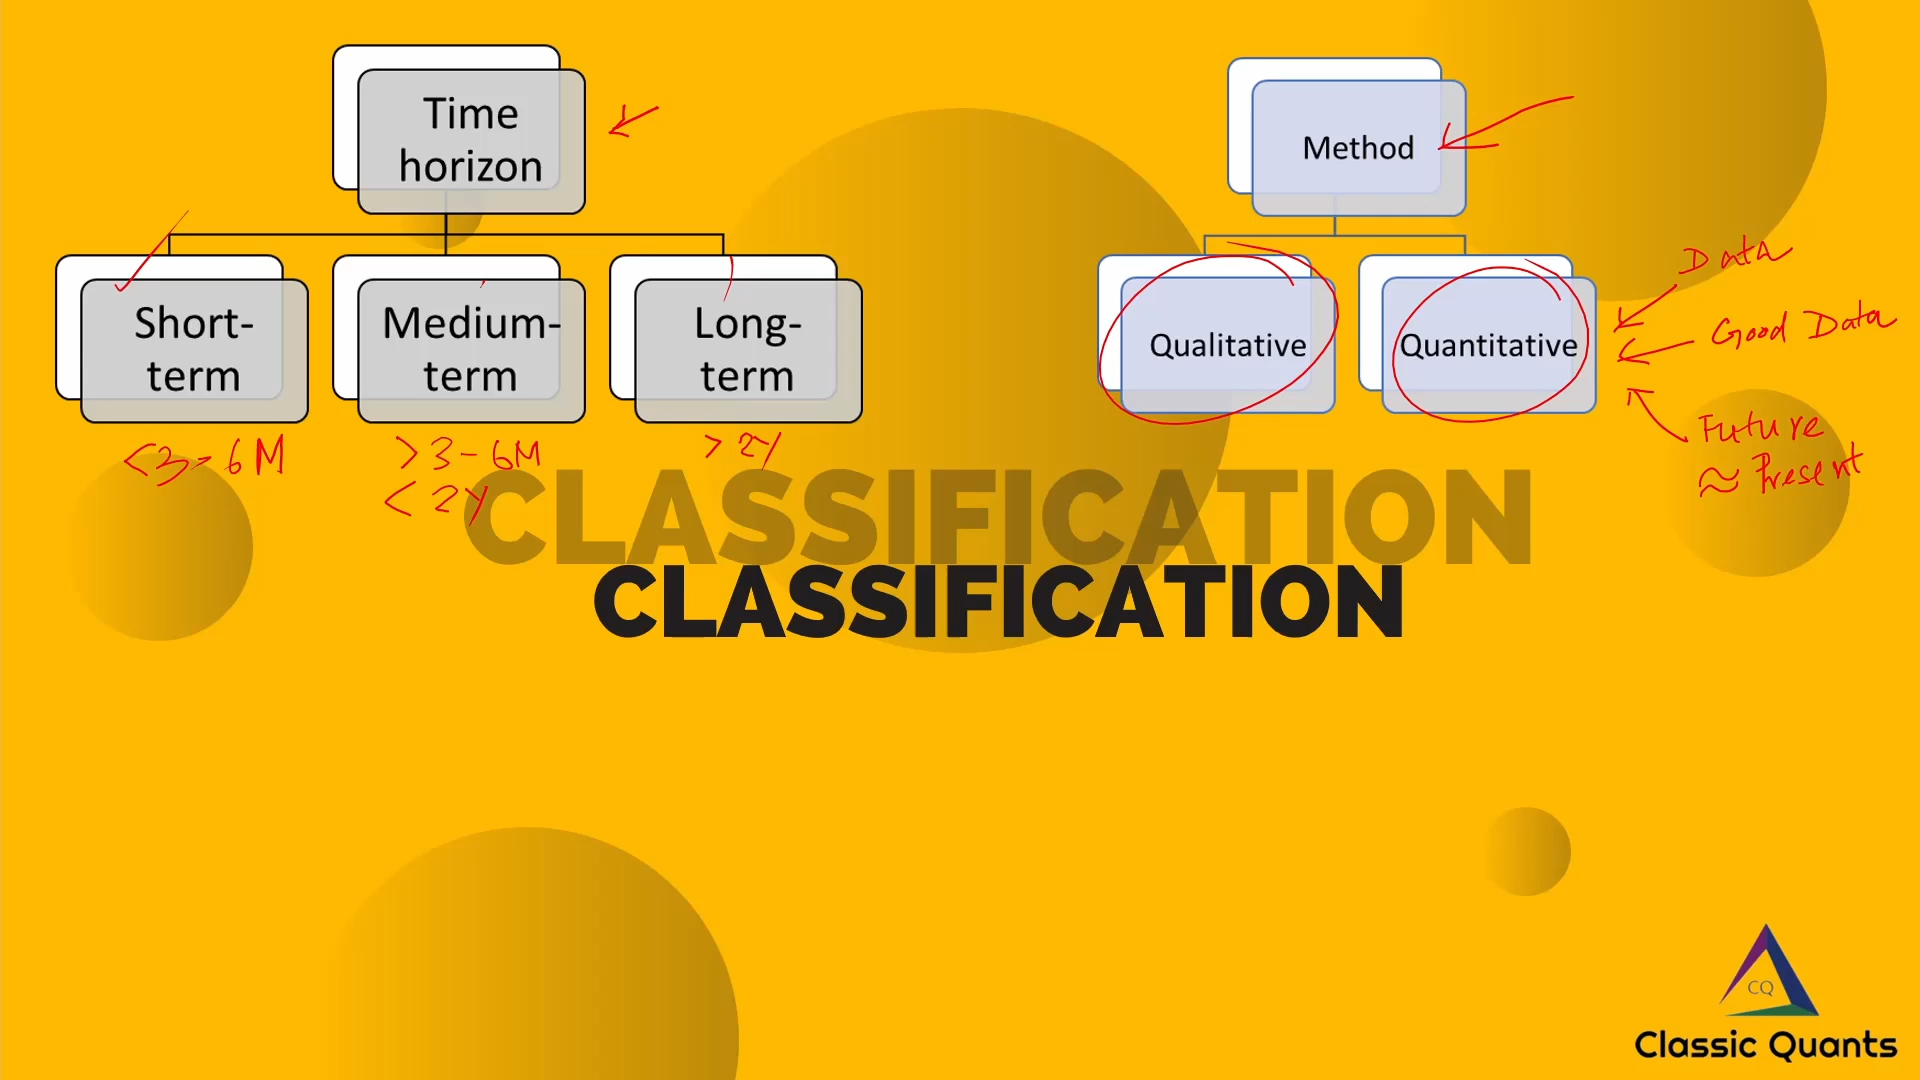 Time
horizon
Short-
term
Medium-
term
Long-
term
<3-6M
>3-6M
<2Y
>2Y
Method
Qualitative
Quantitative
Data
Good Data
Future
≈ Present
CLASSIFICATION
CLASSIFICATION
CQ
Classic Quants